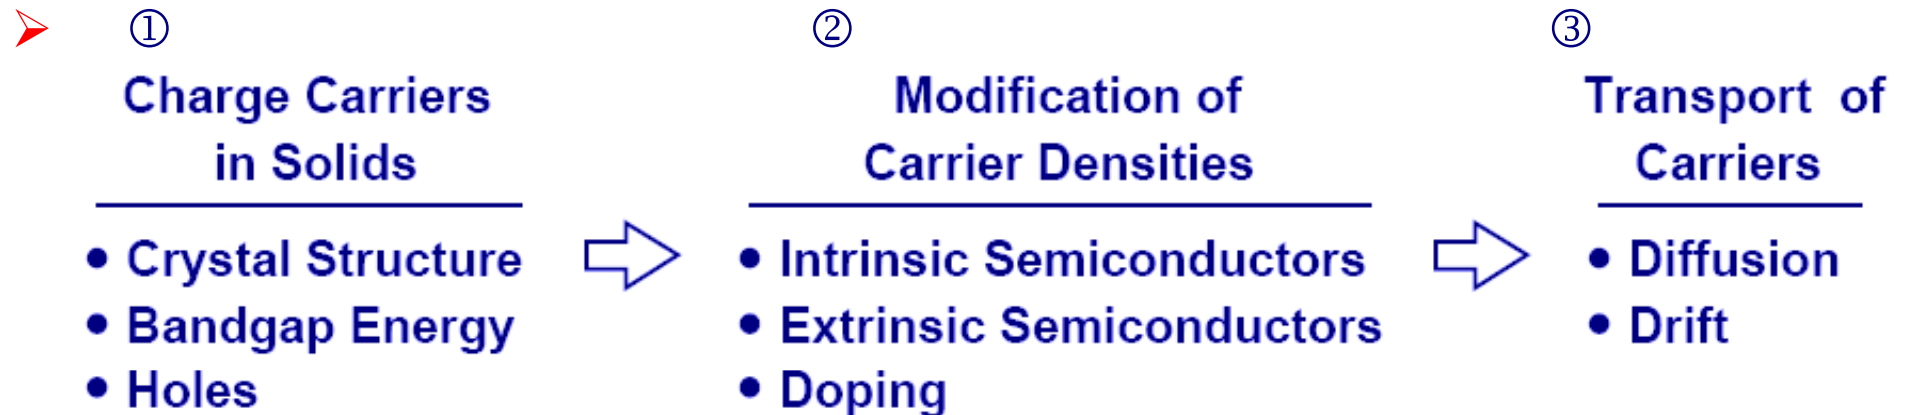 ➢ ① ② ③
Charge Carriers
in Solids
• Crystal Structure
• Bandgap Energy
• Holes
Modification of
Carrier Densities
• Intrinsic Semiconductors
• Extrinsic Semiconductors
• Doping
Transport of
Carriers
• Diffusion
• Drift